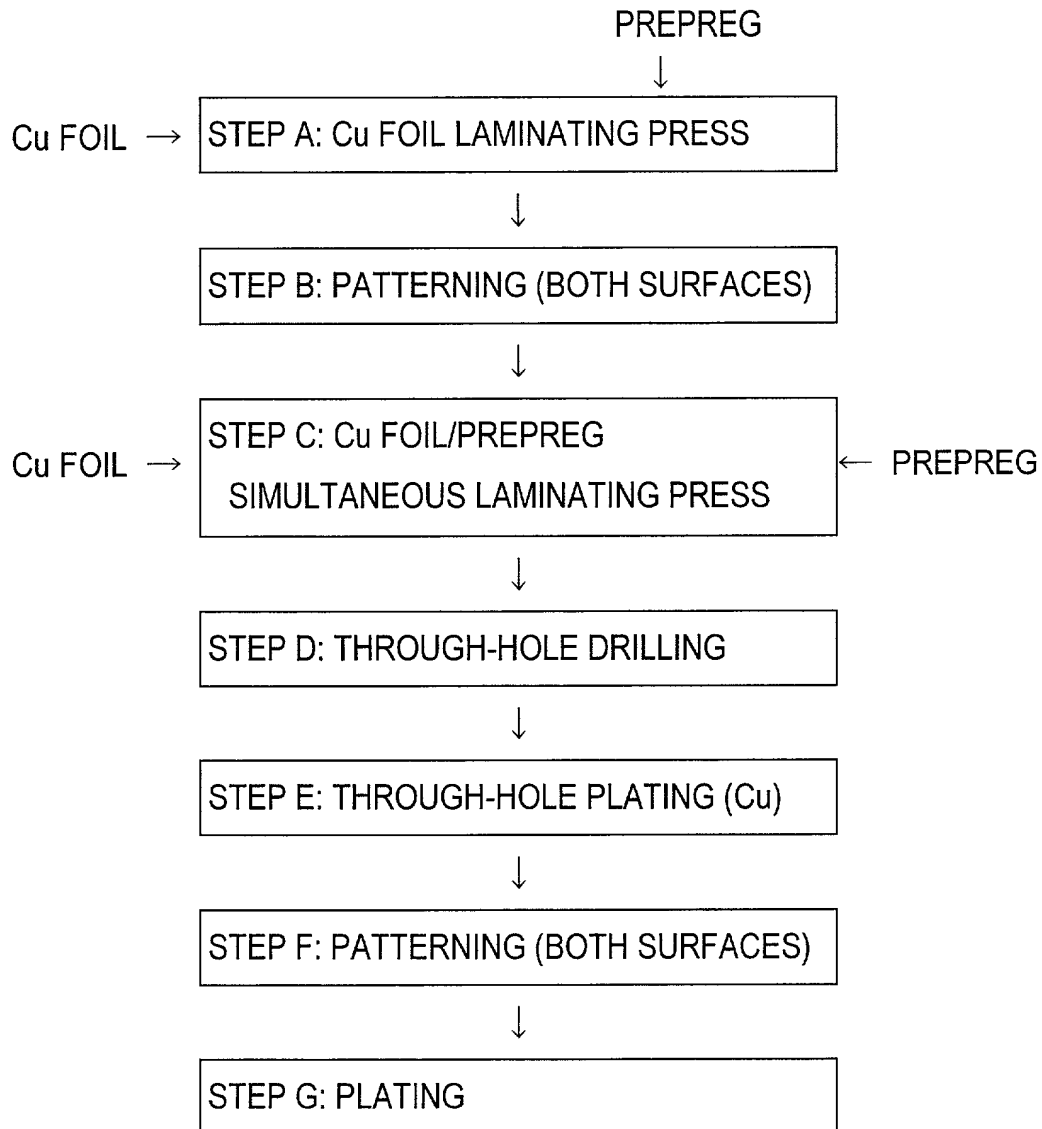 PREPREG
↓
Cu FOIL → STEP A: Cu FOIL LAMINATING PRESS
↓
STEP B: PATTERNING (BOTH SURFACES)
↓
STEP C: Cu FOIL/PREPREG
Cu FOIL → ← PREPREG
SIMULTANEOUS LAMINATING PRESS
↓
STEP D: THROUGH-HOLE DRILLING
↓
STEP E: THROUGH-HOLE PLATING (Cu)
↓
STEP F: PATTERNING (BOTH SURFACES)
↓
STEP G: PLATING